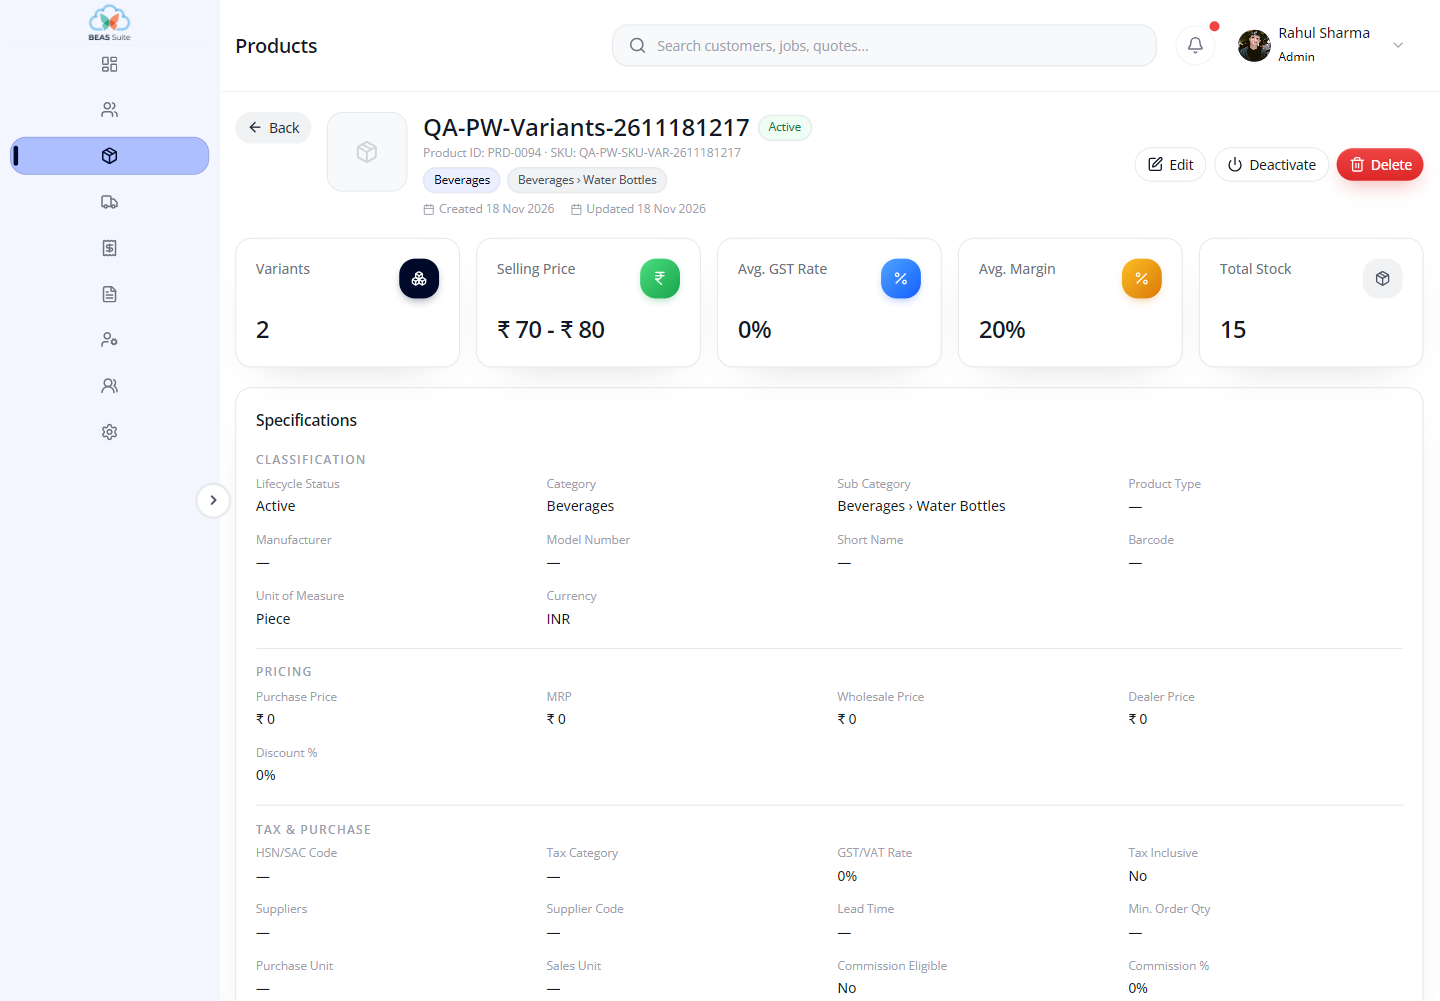 BEAS Suite
Products
Search customers, jobs, quotes...
Rahul Sharma
Admin
Back
QA-PW-Variants-2611181217
Active
Product ID: PRD-0094 · SKU: QA-PW-SKU-VAR-2611181217
Beverages
Beverages › Water Bottles
Created 18 Nov 2026
Updated 18 Nov 2026
Edit
Deactivate
Delete
Variants
2
Selling Price
₹
₹ 70 - ₹ 80
Avg. GST Rate
%
0%
Avg. Margin
%
20%
Total Stock
15
Specifications
CLASSIFICATION
Lifecycle Status
Active
Category
Beverages
Sub Category
Beverages › Water Bottles
Product Type
—
Manufacturer
—
Model Number
—
Short Name
—
Barcode
—
Unit of Measure
Piece
Currency
INR
PRICING
Purchase Price
₹ 0
MRP
₹ 0
Wholesale Price
₹ 0
Dealer Price
₹ 0
Discount %
0%
TAX & PURCHASE
HSN/SAC Code
—
Tax Category
—
GST/VAT Rate
0%
Tax Inclusive
No
Suppliers
—
Supplier Code
—
Lead Time
—
Min. Order Qty
—
Purchase Unit
—
Sales Unit
—
Commission Eligible
No
Commission %
0%